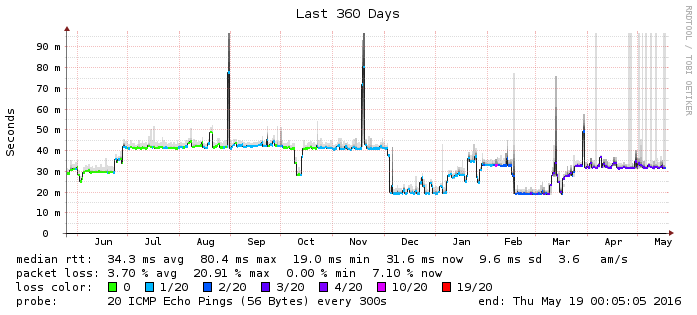 Last 360 Days
RRDTOOL / TOBI OETIKER
Seconds
90 m
80 m
70 m
60 m
50 m
40 m
30 m
20 m
10 m
0
Jun Jul Aug Sep Oct Nov Dec Jan Feb Mar Apr May
median rtt: 34.3 ms avg 80.4 ms max 19.0 ms min 31.6 ms now 9.6 ms sd 3.6 am/s
packet loss: 3.70 % avg 20.91 % max 0.00 % min 7.10 % now
loss color: 0 1/20 2/20 3/20 4/20 10/20 19/20
probe: 20 ICMP Echo Pings (56 Bytes) every 300s end: Thu May 19 00:05:05 2016